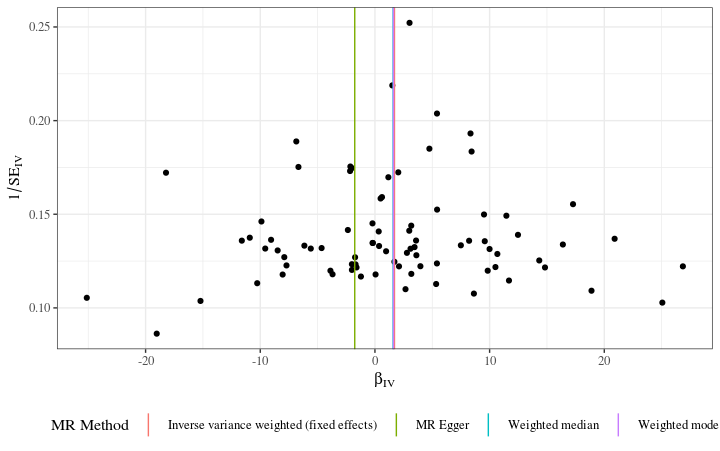 0.25
0.20
0.15
0.10
1/SE_IV
-20 -10 0 10 20
β_IV
MR Method Inverse variance weighted (fixed effects) MR Egger Weighted median Weighted mode